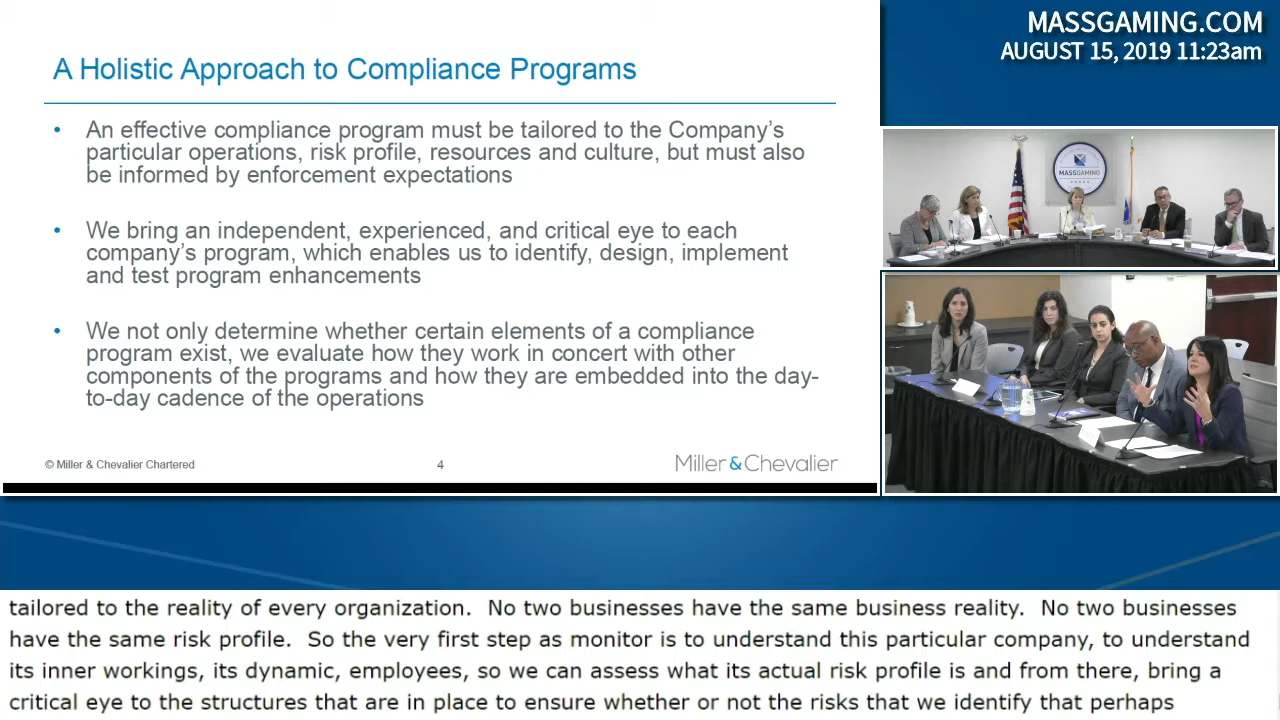 A Holistic Approach to Compliance Programs
• An effective compliance program must be tailored to the Company's
particular operations, risk profile, resources and culture, but must also
be informed by enforcement expectations
• We bring an independent, experienced, and critical eye to each
company's program, which enables us to identify, design, implement
and test program enhancements
• We not only determine whether certain elements of a compliance
program exist, we evaluate how they work in concert with other
components of the programs and how they are embedded into the day-
to-day cadence of the operations
© Miller & Chevalier Chartered
4
Miller&Chevalier
MASSGAMING.COM
AUGUST 15, 2019 11:23am
MASSGAMING
tailored to the reality of every organization.  No two businesses have the same business reality.  No two businesses
have the same risk profile.  So the very first step as monitor is to understand this particular company, to understand
its inner workings, its dynamic, employees, so we can assess what its actual risk profile is and from there, bring a
critical eye to the structures that are in place to ensure whether or not the risks that we identify that perhaps